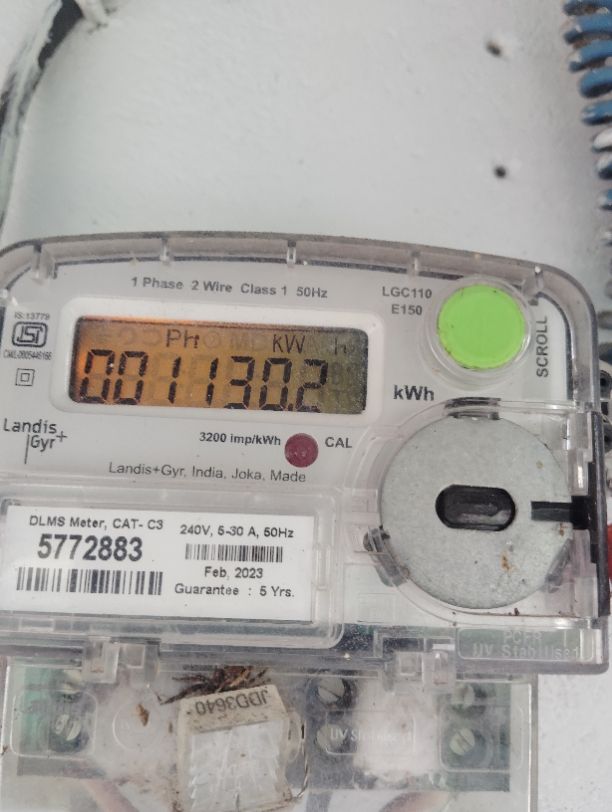 1 Phase 2 Wire Class 1 50Hz
LGC110
E150
SCROLL
IS:13779
ISI
Ph kW h
001130.2
kWh
Landis
Gyr+
3200 imp/kWh
CAL
Landis+Gyr, India, Joka, Made
DLMS Meter, CAT- C3
5772883
240V, 5-30 A, 50Hz
Feb, 2023
Guarantee : 5 Yrs.
UV Stabilised
JDD3640